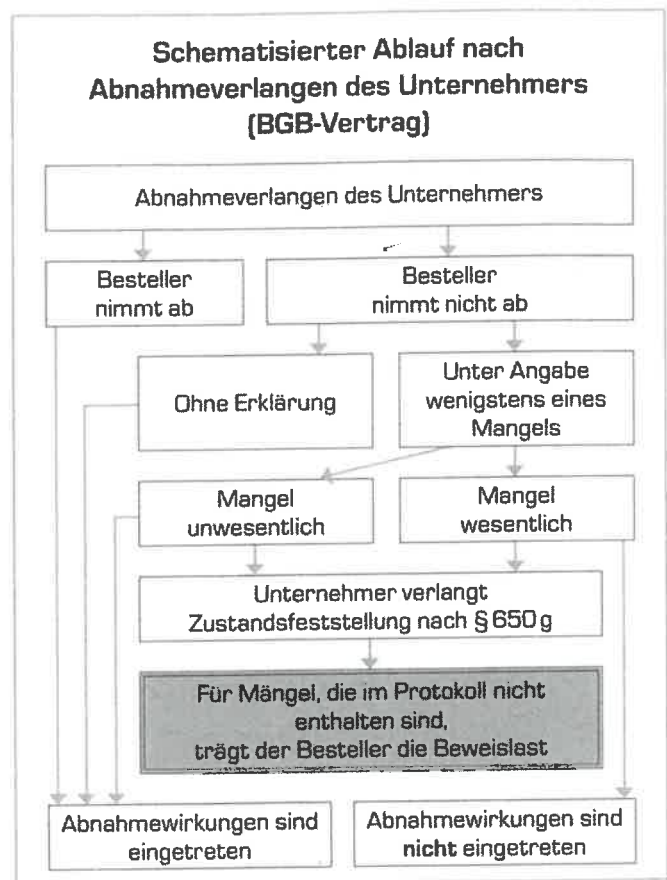 Schematisierter Ablauf nach
Abnahmeverlangen des Unternehmers
(BGB-Vertrag)
Abnahmeverlangen des Unternehmers
Besteller
nimmt ab
Besteller
nimmt nicht ab
Ohne Erklärung
Unter Angabe
wenigstens eines
Mangels
Mangel
unwesentlich
Mangel
wesentlich
Unternehmer verlangt
Zustandsfeststellung nach § 650 g
Für Mängel, die im Protokoll nicht
enthalten sind,
trägt der Besteller die Beweislast
Abnahmewirkungen sind
eingetreten
Abnahmewirkungen sind
nicht eingetreten